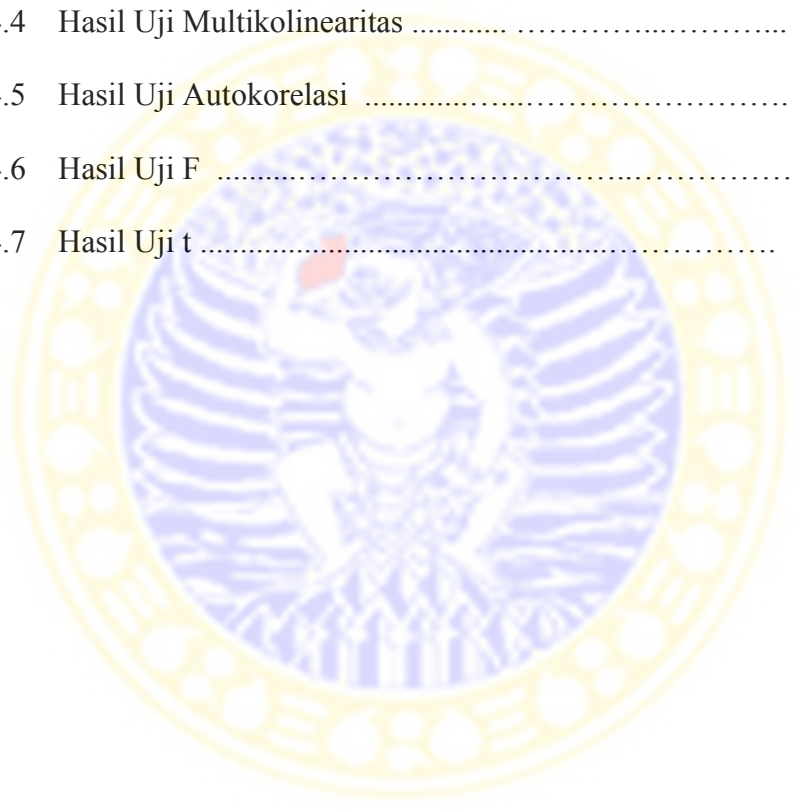 .4 Hasil Uji Multikolinearitas ............ …………...………...
.5 Hasil Uji Autokorelasi .............…...…………………….
.6 Hasil Uji F ..........…………………………..……………
.7 Hasil Uji t ......................................................……………